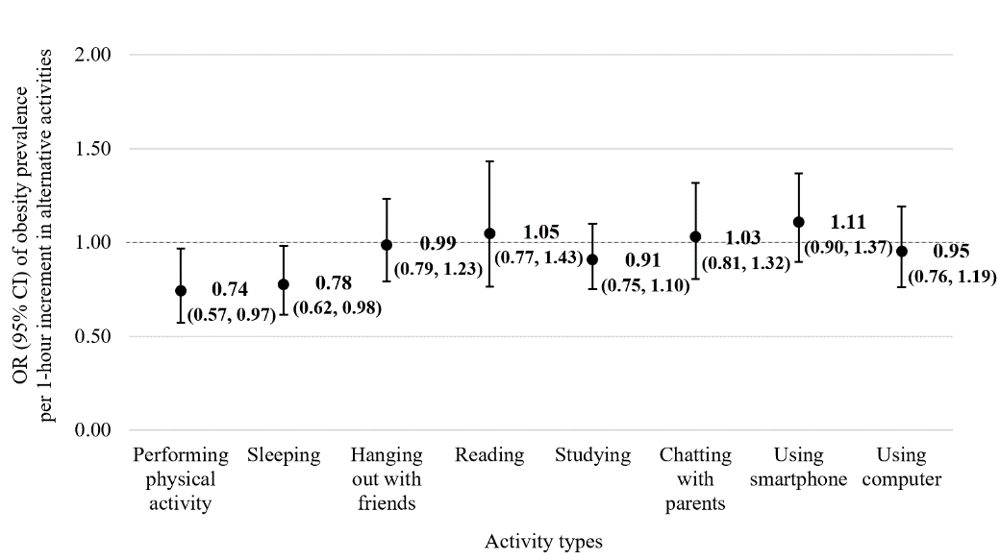 OR (95% CI) of obesity prevalence
per 1-hour increment in alternative activities
2.00
1.50
1.00
0.50
0.00
0.74
(0.57, 0.97)
0.78
(0.62, 0.98)
0.99
(0.79, 1.23)
1.05
(0.77, 1.43)
0.91
(0.75, 1.10)
1.03
(0.81, 1.32)
1.11
(0.90, 1.37)
0.95
(0.76, 1.19)
Performing
physical
activity
Sleeping
Hanging
out with
friends
Reading
Studying
Chatting
with
parents
Using
smartphone
Using
computer
Activity types